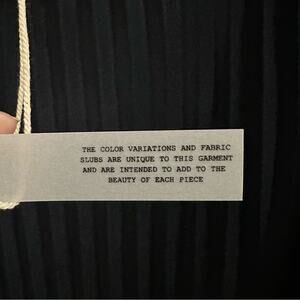 THE COLOR VARIATIONS AND FABRIC
SLUBS ARE UNIQUE TO THIS GARMENT
AND ARE INTENDED TO ADD TO THE
BEAUTY OF EACH PIECE